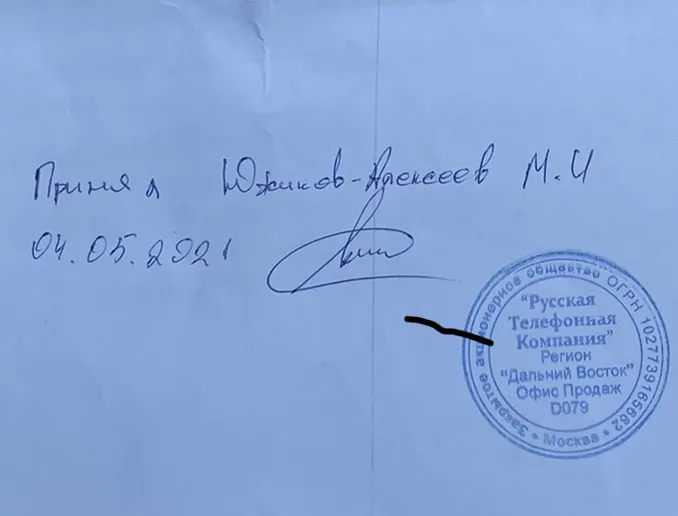 Принял Южиков-Алексеев М.И
04.05.2021
Закрытое акционерное общество ОГРН 1027739165662
"Русская
Телефонная
Компания"
Регион
"Дальний Восток"
Офис Продаж
D079
* Москва *